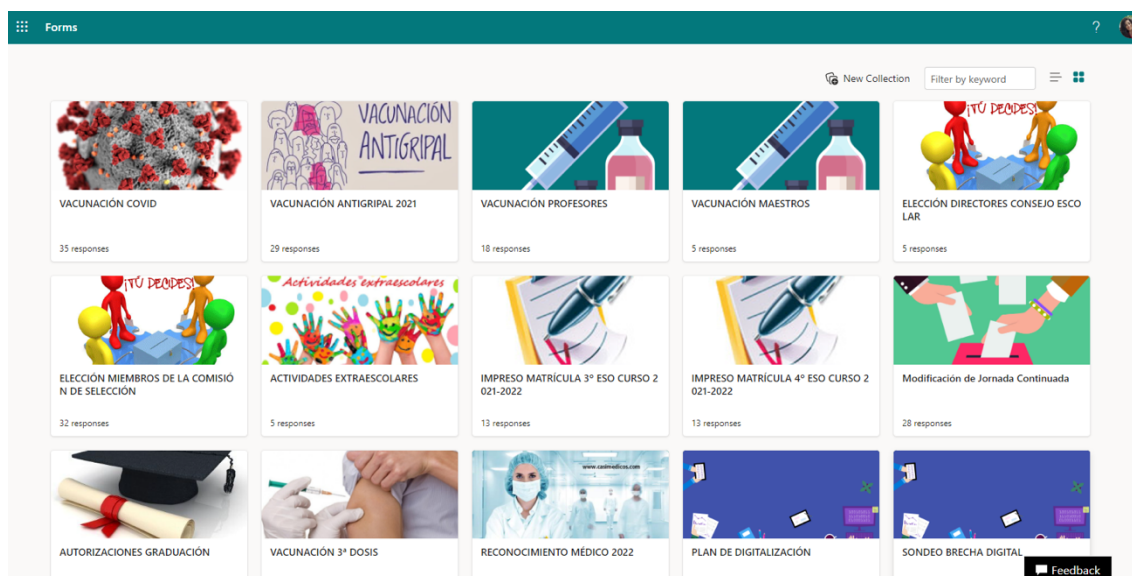 Forms
?
New Collection
Filter by keyword
VACUNACIÓN
ANTIGRIPAL
¡TÚ DECIDES!
VACUNACIÓN COVID
VACUNACIÓN ANTIGRIPAL 2021
VACUNACIÓN PROFESORES
VACUNACIÓN MAESTROS
ELECCIÓN DIRECTORES CONSEJO ESCO
LAR
35 responses
29 responses
18 responses
5 responses
5 responses
¡TÚ DECIDES!
Actividades extraescolares
ELECCIÓN MIEMBROS DE LA COMISIÓ
N DE SELECCIÓN
ACTIVIDADES EXTRAESCOLARES
IMPRESO MATRÍCULA 3º ESO CURSO 2
021-2022
IMPRESO MATRÍCULA 4º ESO CURSO 2
021-2022
Modificación de Jornada Continuada
32 responses
5 responses
13 responses
13 responses
28 responses
www.casimedicos.com
AUTORIZACIONES GRADUACIÓN
VACUNACIÓN 3ª DOSIS
RECONOCIMIENTO MÉDICO 2022
PLAN DE DIGITALIZACIÓN
SONDEO BRECHA DIGITAL
Feedback